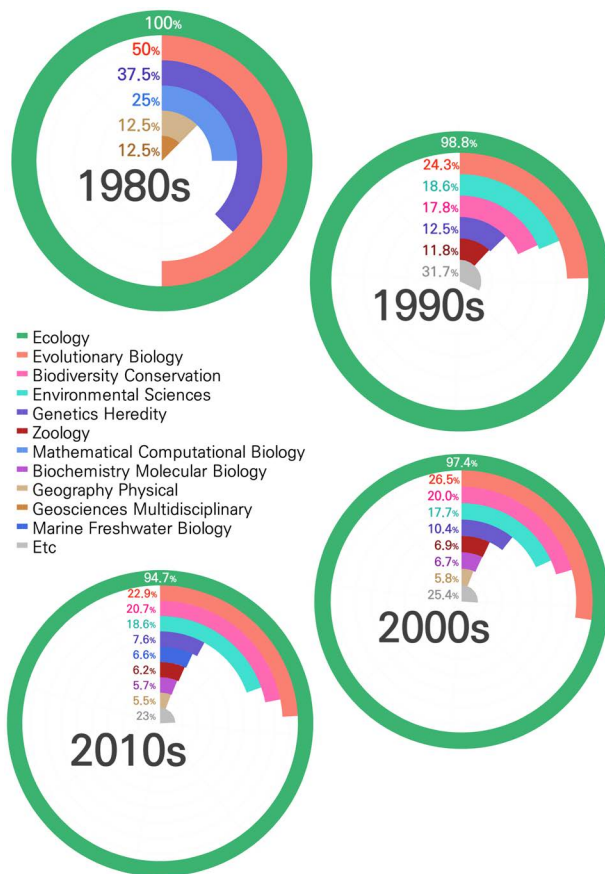 100%
50%
37.5%
25%
12.5%
12.5%
1980s
98.8%
24.3%
18.6%
17.8%
12.5%
11.8%
31.7%
1990s
Ecology
Evolutionary Biology
Biodiversity Conservation
Environmental Sciences
Genetics Heredity
Zoology
Mathematical Computational Biology
Biochemistry Molecular Biology
Geography Physical
Geosciences Multidisciplinary
Marine Freshwater Biology
Etc
97.4%
26.5%
20.0%
17.7%
10.4%
6.9%
6.7%
5.8%
25.4%
2000s
94.7%
22.9%
20.7%
18.6%
7.6%
6.6%
6.2%
5.7%
5.5%
23%
2010s